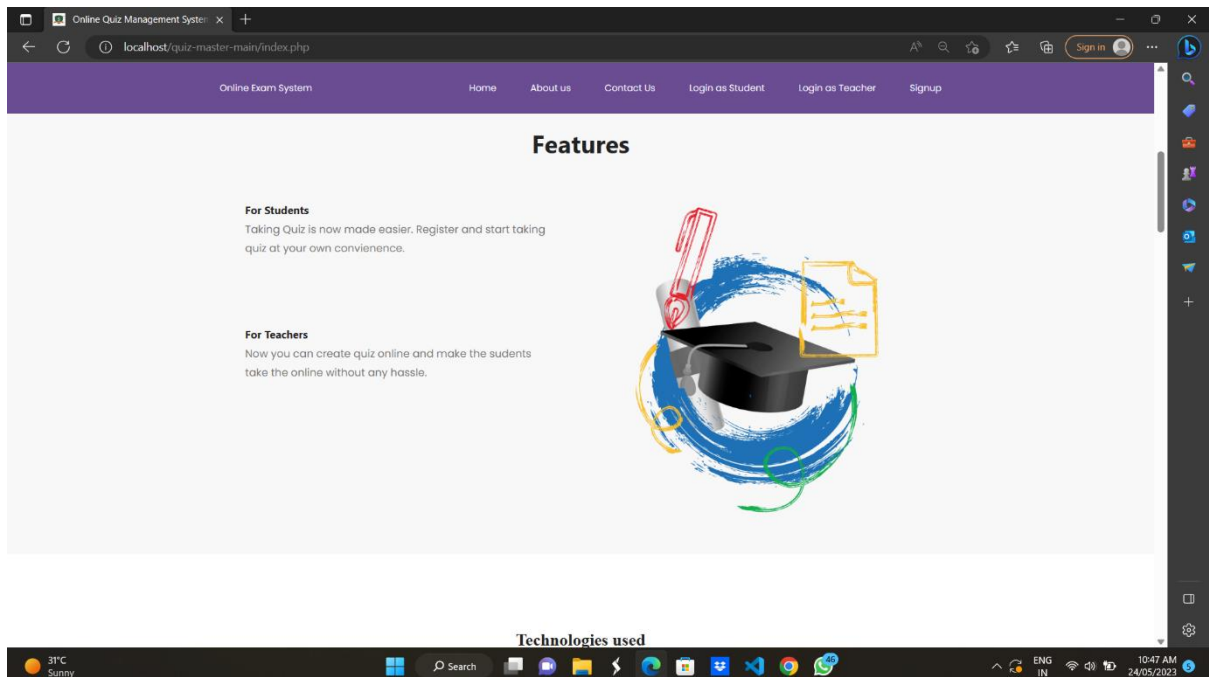 Online Quiz Management System
localhost/quiz-master-main/index.php
Sign in
Online Exam System Home About us Contact Us Login as Student Login as Teacher Signup
Features
For Students
Taking Quiz is now made easier. Register and start taking
quiz at your own convienence.
For Teachers
Now you can create quiz online and make the sudents
take the online without any hassle.
Technologies used
31°C
Sunny
Search
46
ENG
IN
10:47 AM
24/05/2023
5